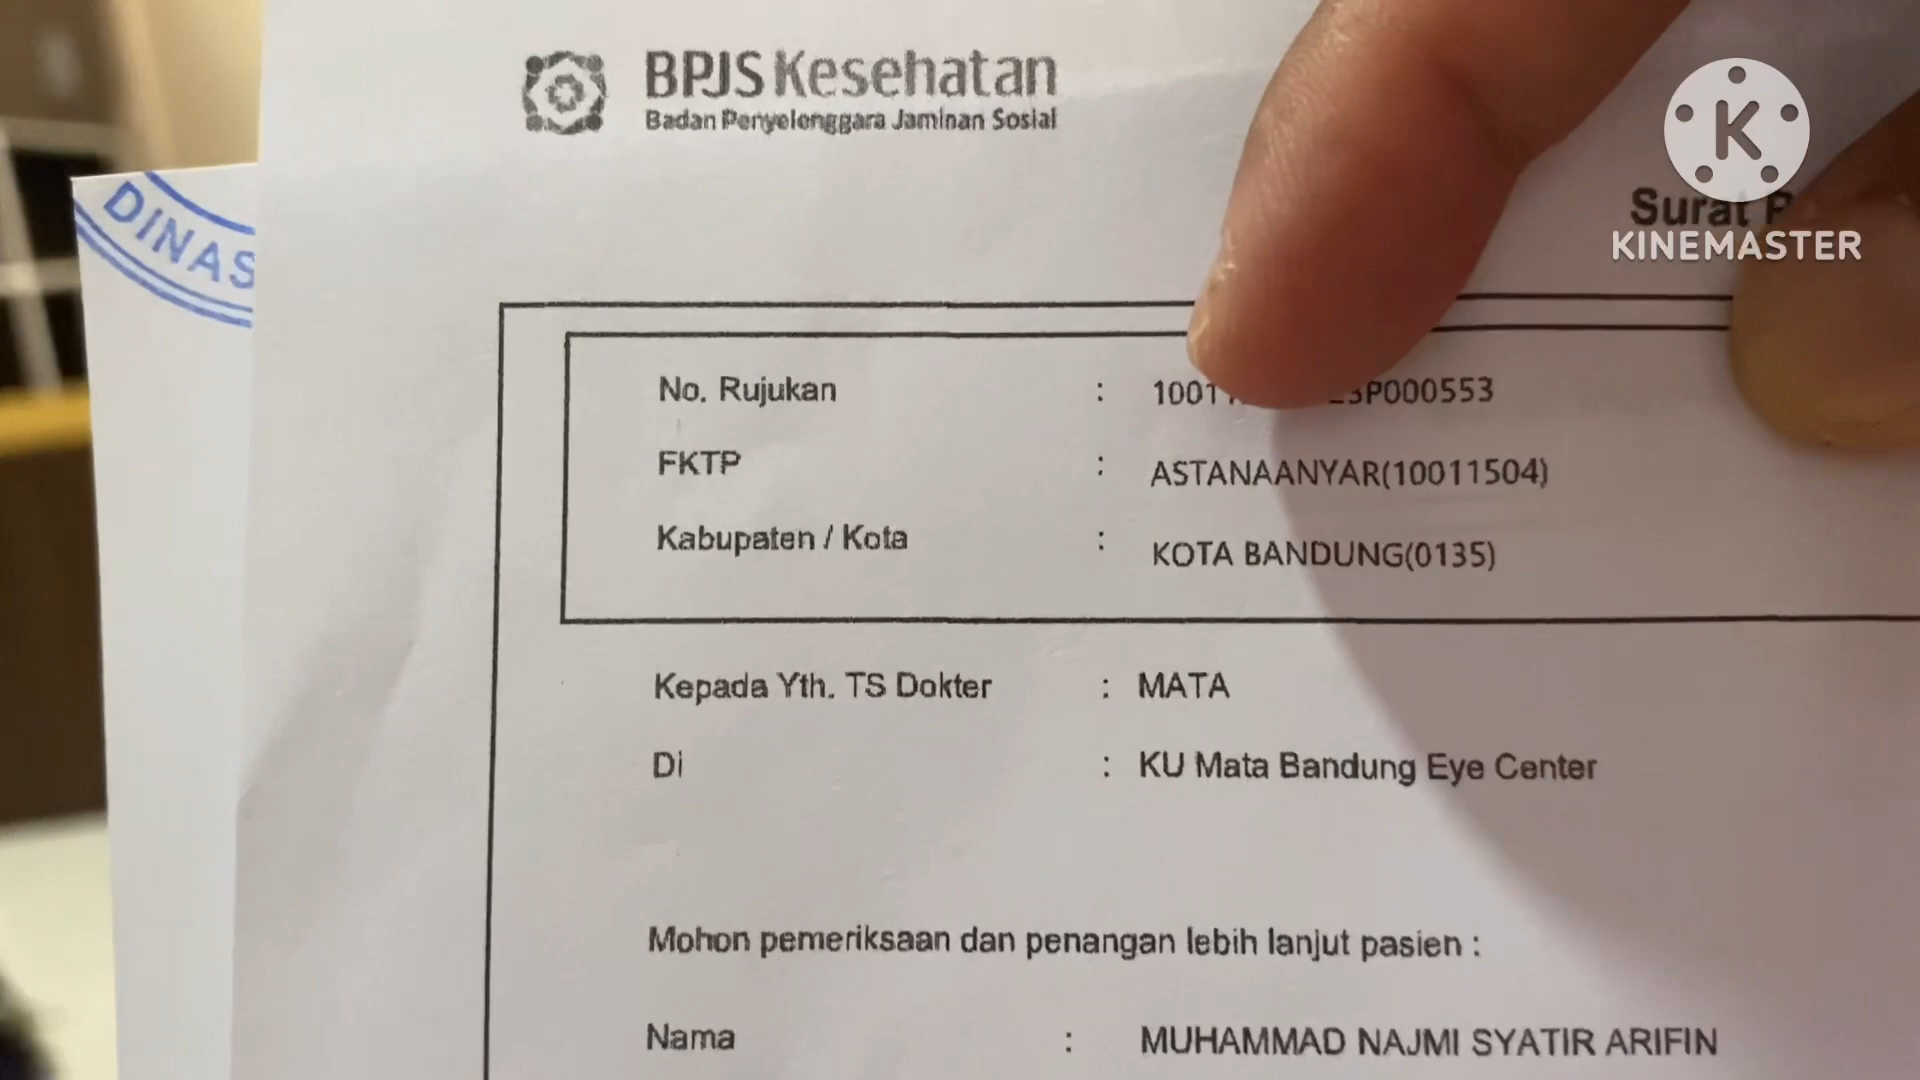 BPJS Kesehatan
Badan Penyelenggara Jaminan Sosial
K
KINEMASTER
DINAS
Surat
No. Rujukan :
FKTP : ASTANAANYAR(10011504)
Kabupaten / Kota : KOTA BANDUNG(0135)
Kepada Yth. TS Dokter : MATA
Di : KU Mata Bandung Eye Center
Mohon pemeriksaan dan penangan lebih lanjut pasien :
Nama : MUHAMMAD NAJMI SYATIR ARIFIN